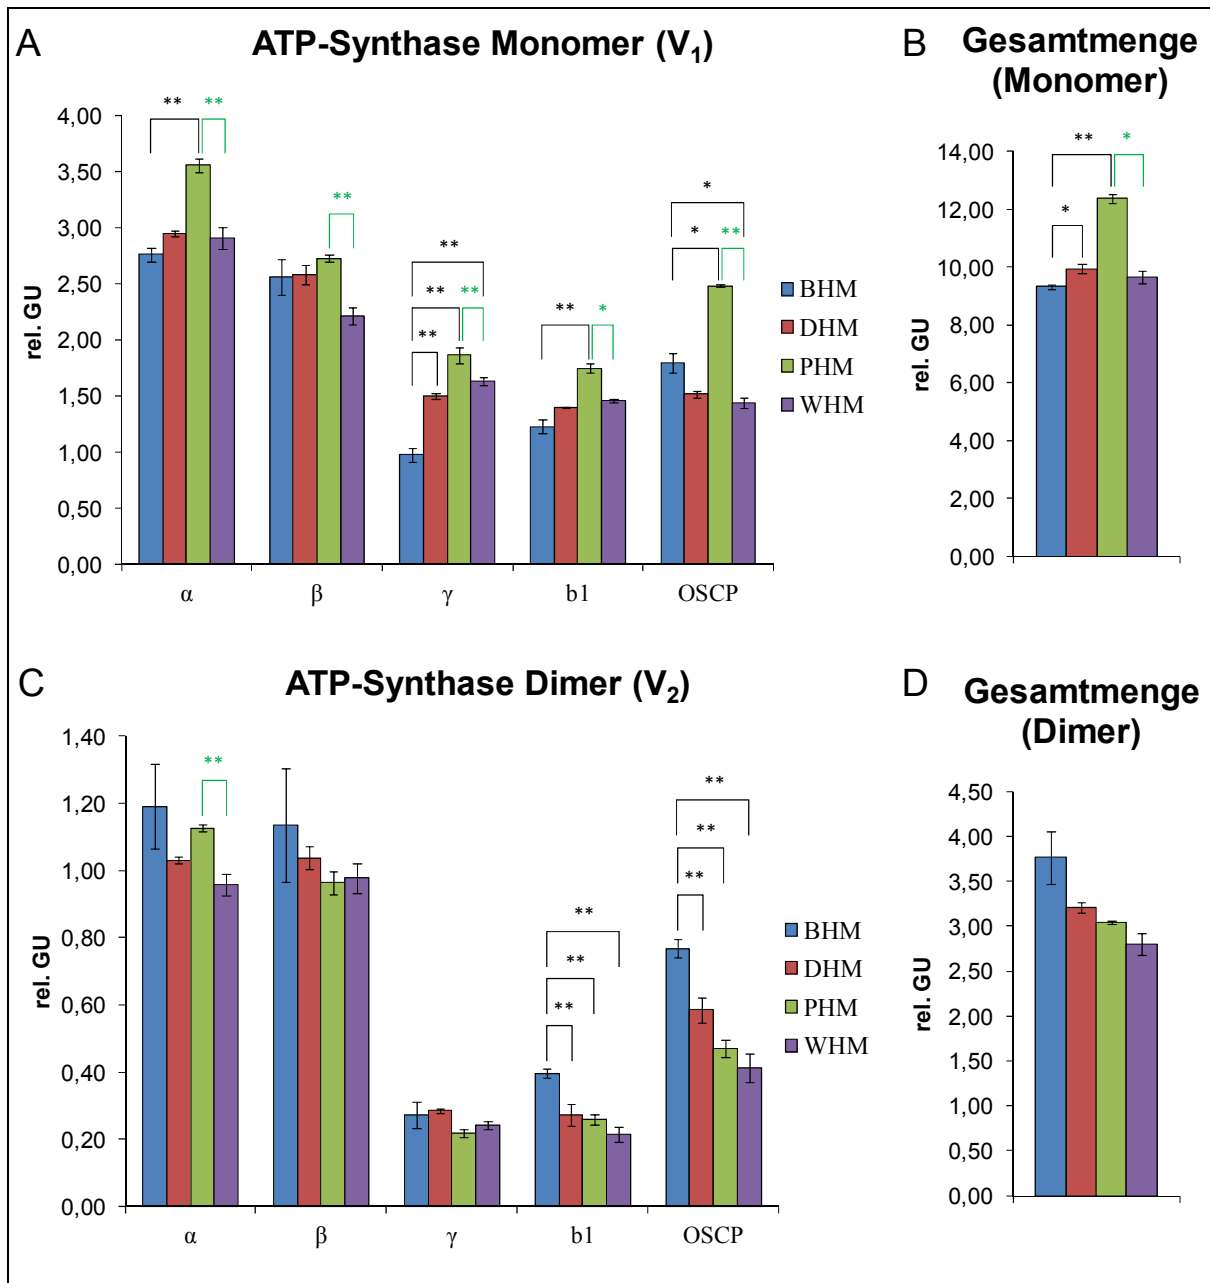 A
ATP-Synthase Monomer (V1)
B
Gesamtmenge
(Monomer)
rel. GU
4,00
3,50
3,00
2,50
2,00
1,50
1,00
0,50
0,00
** **
**
**
** **
**
** *
*
* **
α β γ b1 OSCP
BHM
DHM
PHM
WHM
rel. GU
14,00
12,00
10,00
8,00
6,00
4,00
2,00
0,00
** *
*
C
ATP-Synthase Dimer (V2)
D
Gesamtmenge
(Dimer)
rel. GU
1,40
1,20
1,00
0,80
0,60
0,40
0,20
0,00
**
**
**
**
**
**
**
α β γ b1 OSCP
BHM
DHM
PHM
WHM
rel. GU
4,50
4,00
3,50
3,00
2,50
2,00
1,50
1,00
0,50
0,00